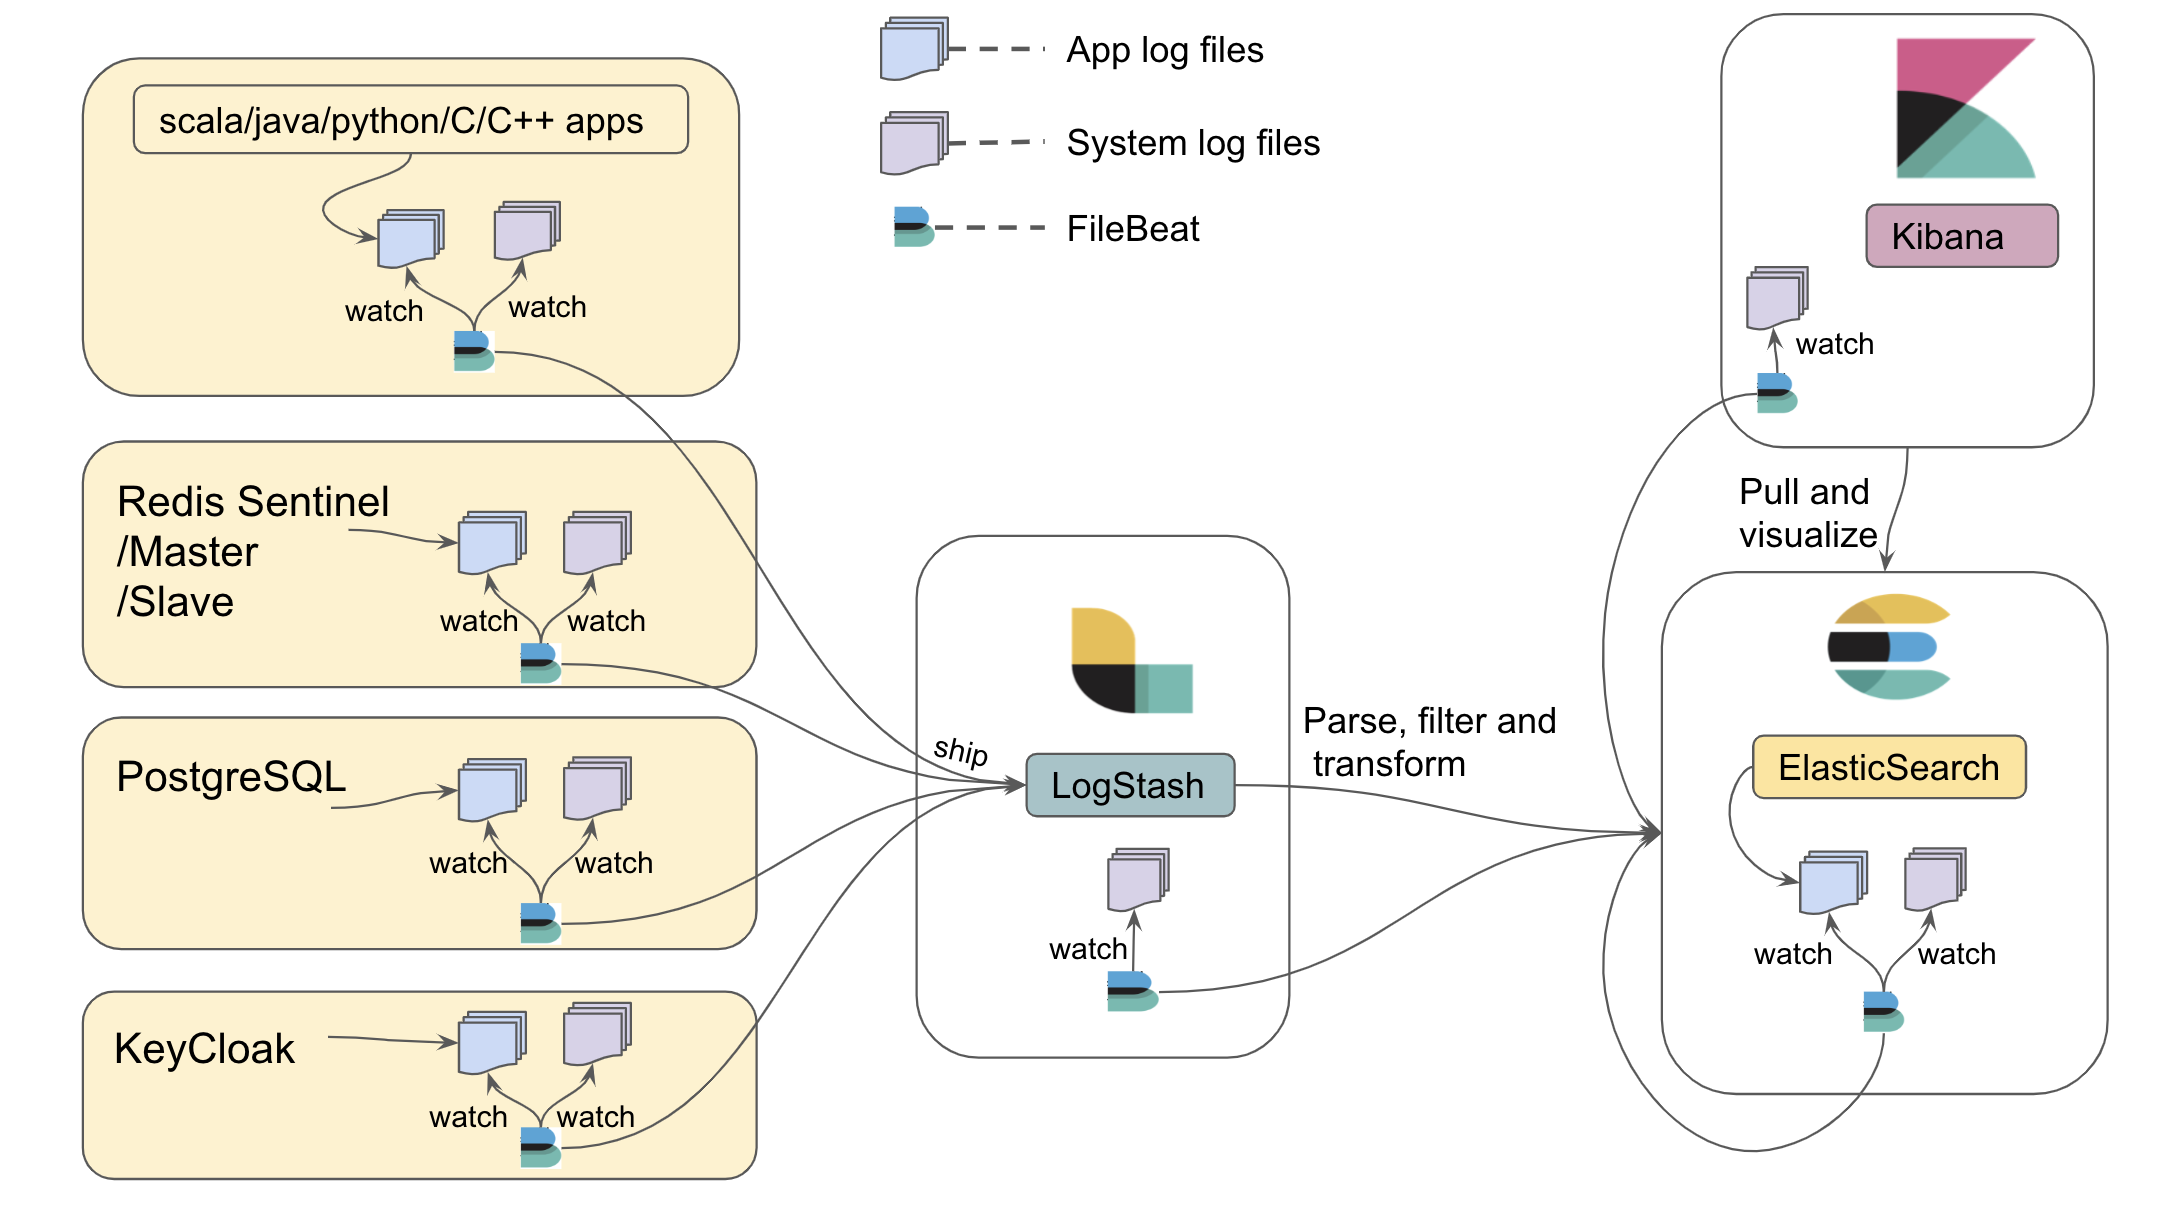 App log files
System log files
FileBeat
scala/java/python/C/C++ apps
watch
watch
Redis Sentinel
/Master
/Slave
watch
watch
PostgreSQL
watch
watch
KeyCloak
watch
watch
ship
LogStash
watch
Parse, filter and
transform
Kibana
watch
Pull and
visualize
ElasticSearch
watch
watch